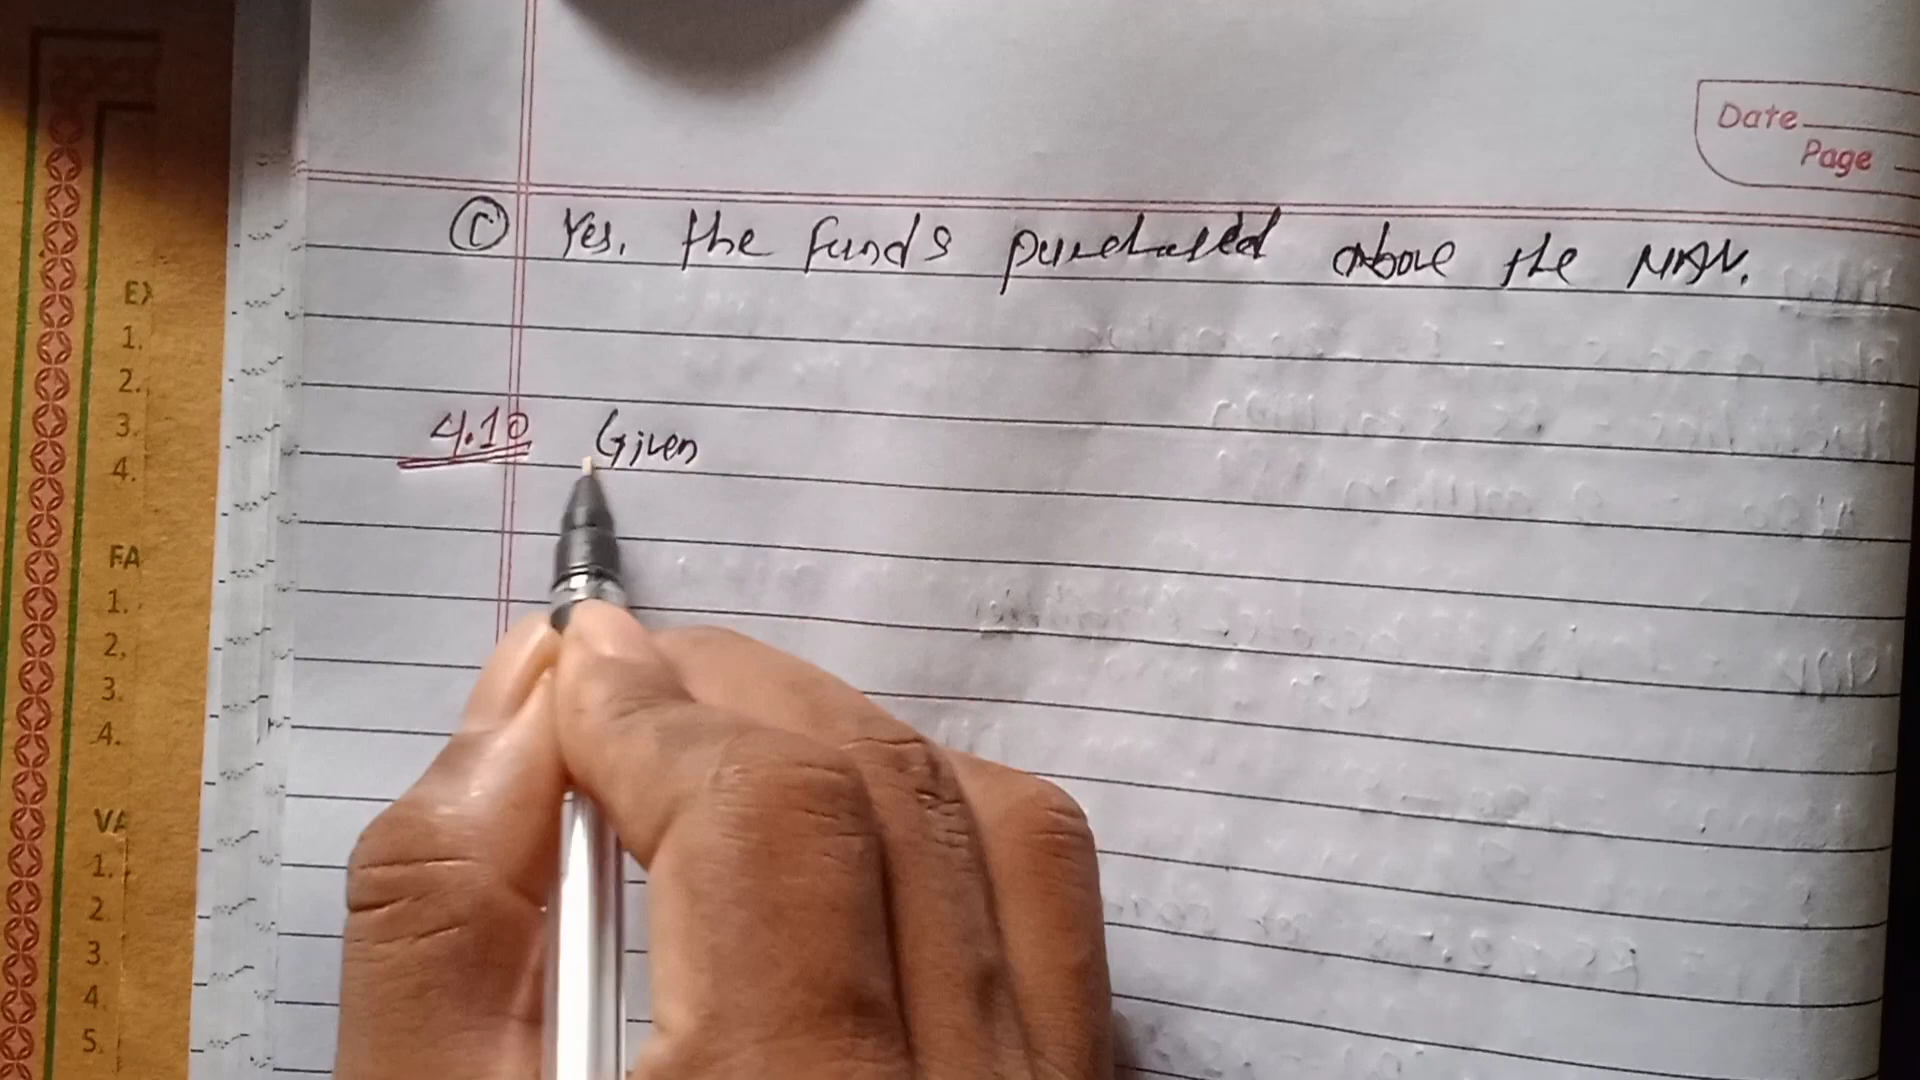 Date
Page
C Yes. the funds purchased above the NAV.
4.10 Given
EX
1.
2.
3.
4.
FA
1.
2.
3.
4.
VA
1.
2.
3.
4.
5.